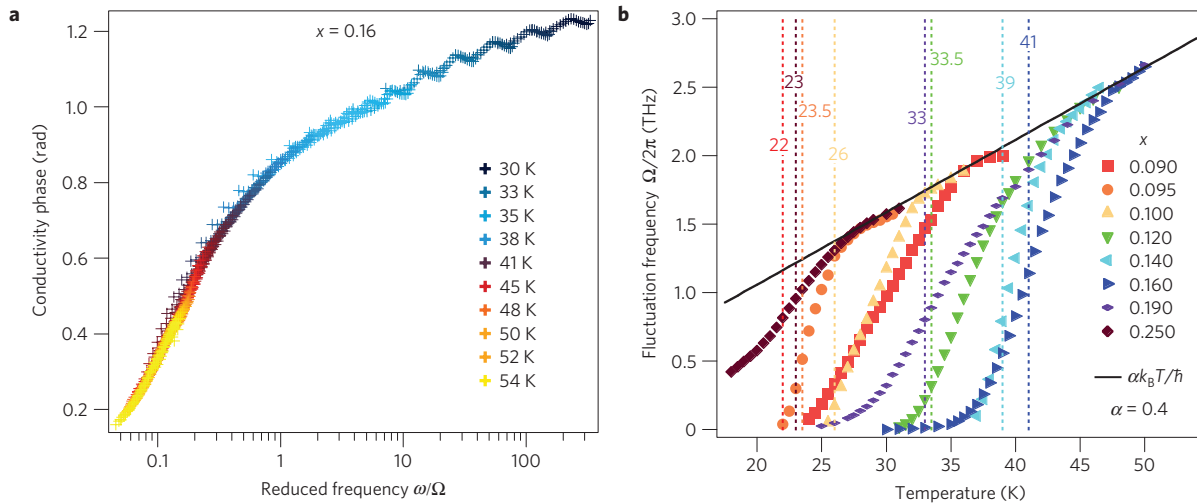 a
x = 0.16
1.2
1.0
0.8
0.6
0.4
0.2
Conductivity phase (rad)
30 K
33 K
35 K
38 K
41 K
45 K
48 K
50 K
52 K
54 K
0.1
1
10
100
Reduced frequency ω/Ω
b
3.0
2.5
2.0
1.5
1.0
0.5
0
Fluctuation frequency Ω/2π (THz)
22
23
23.5
26
33
33.5
39
41
x
0.090
0.095
0.100
0.120
0.140
0.160
0.190
0.250
αkBT/ħ
α = 0.4
20
25
30
35
40
45
50
Temperature (K)